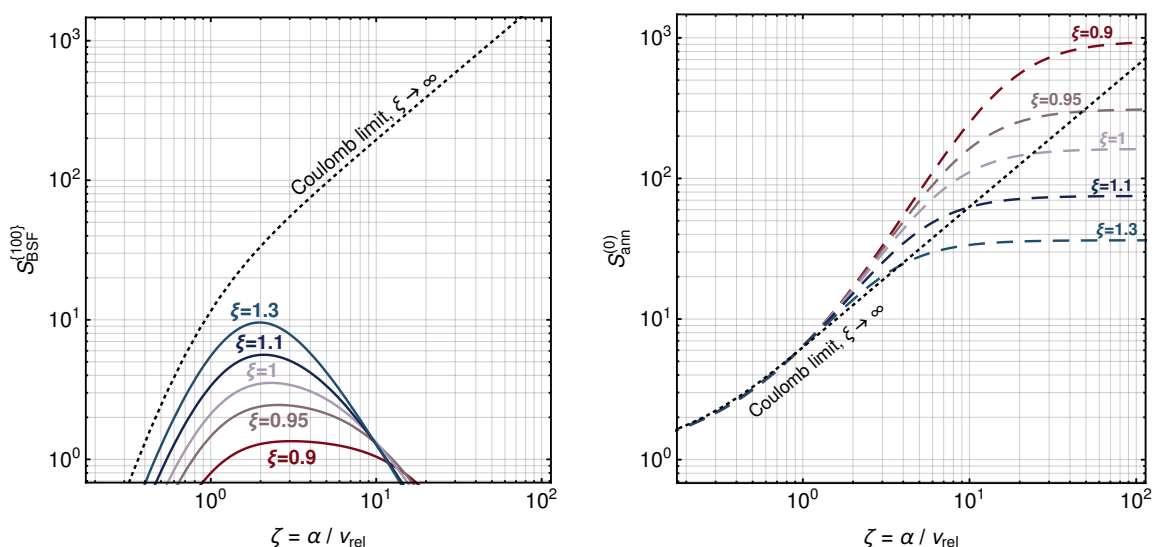 10³
10²
10¹
10⁰
S_BSF^{100}
Coulomb limit, ξ → ∞
ξ=1.3
ξ=1.1
ξ=1
ξ=0.95
ξ=0.9
10⁰ 10¹ 10²
ζ = α / v_rel
10³
10²
10¹
10⁰
S_ann^(0)
ξ=0.9
ξ=0.95
ξ=1
ξ=1.1
ξ=1.3
Coulomb limit, ξ → ∞
10⁰ 10¹ 10²
ζ = α / v_rel